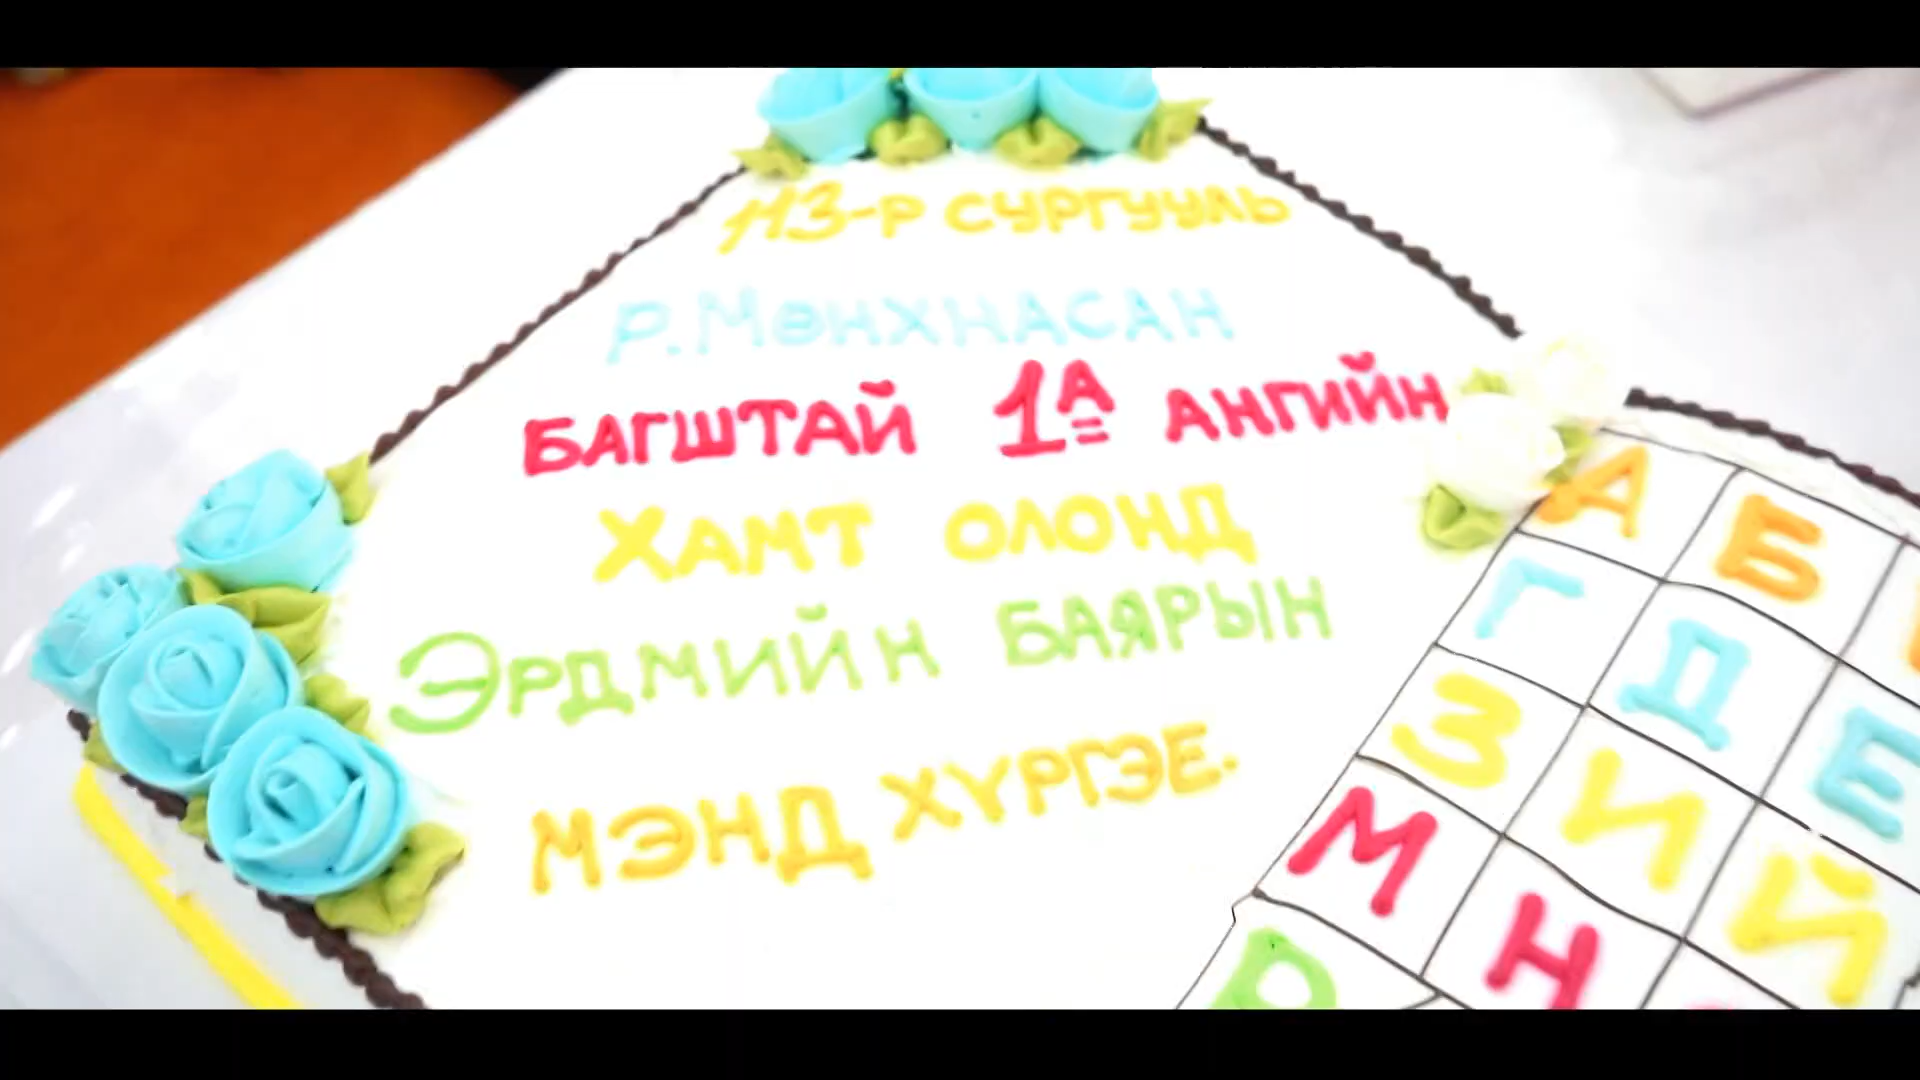 113-р сургууль
Р.Мөнхнасан
багштай 1А ангийн
хамт олонд
Эрдмийн баярын
мэнд хүргэе.
А Б
Г Д Е
З И Й
М Н
Р